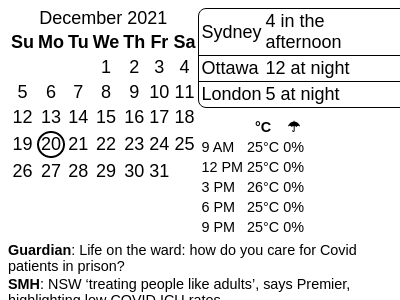 December 2021
Su Mo Tu We Th Fr Sa
1 2 3 4
5 6 7 8 9 10 11
12 13 14 15 16 17 18
19 20 21 22 23 24 25
26 27 28 29 30 31
Sydney 4 in the
afternoon
Ottawa 12 at night
London 5 at night
°C ☂
9 AM 25°C 0%
12 PM 25°C 0%
3 PM 26°C 0%
6 PM 25°C 0%
9 PM 25°C 0%
Guardian: Life on the ward: how do you care for Covid
patients in prison?
SMH: NSW ‘treating people like adults’, says Premier,
highlighting low COVID ICU rates